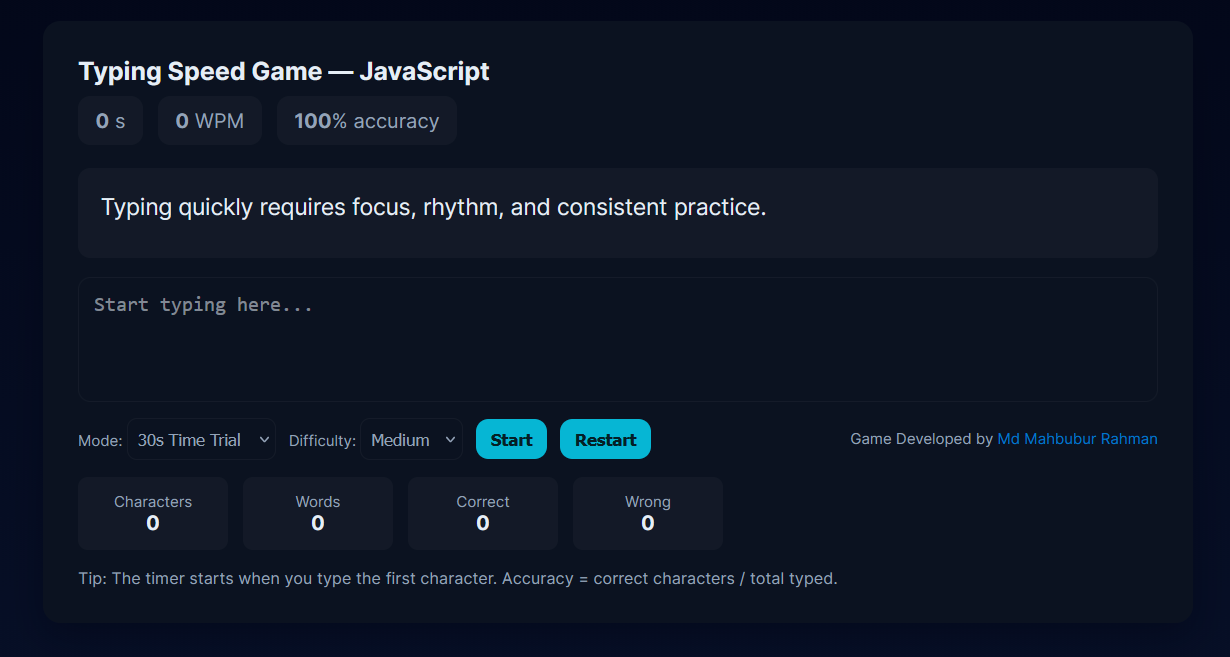 Typing Speed Game — JavaScript
0 s 0 WPM 100% accuracy
Typing quickly requires focus, rhythm, and consistent practice.
Start typing here...
Mode: 30s Time Trial Difficulty: Medium Start Restart Game Developed by Md Mahbubur Rahman
Characters Words Correct Wrong
0 0 0 0
Tip: The timer starts when you type the first character. Accuracy = correct characters / total typed.